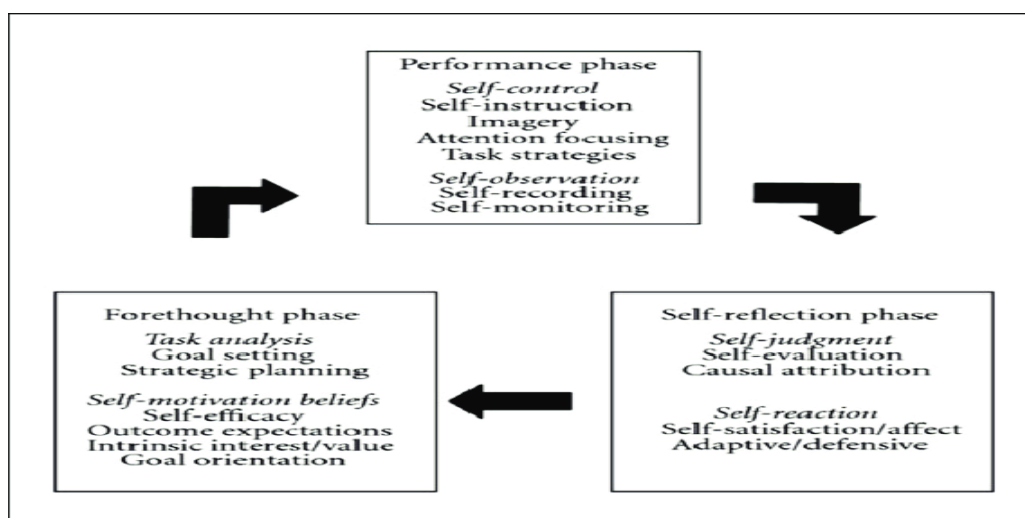 Performance phase
Self-control
Self-instruction
Imagery
Attention focusing
Task strategies
Self-observation
Self-recording
Self-monitoring
Forethought phase
Task analysis
Goal setting
Strategic planning
Self-motivation beliefs
Self-efficacy
Outcome expectations
Intrinsic interest/value
Goal orientation
Self-reflection phase
Self-judgment
Self-evaluation
Causal attribution
Self-reaction
Self-satisfaction/affect
Adaptive/defensive